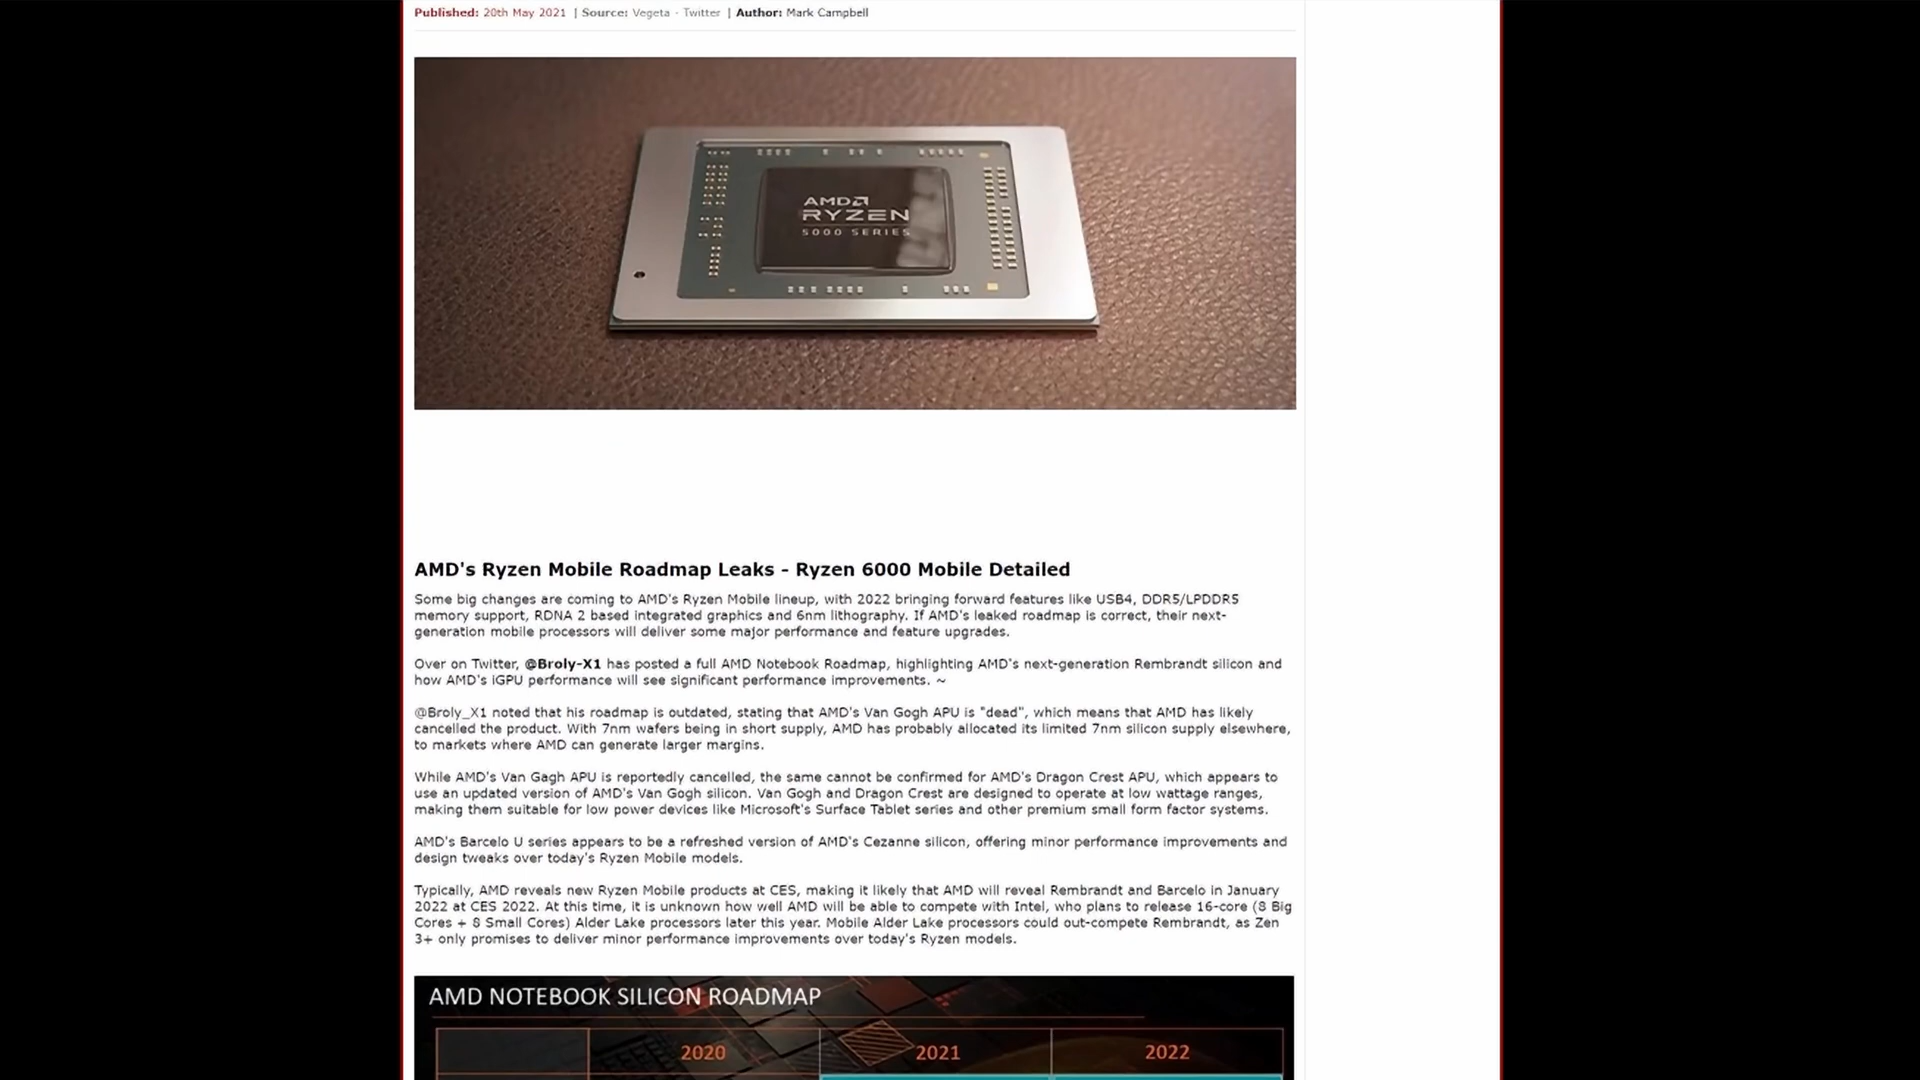 Published: 20th May 2021 | Source: Vegeta - Twitter | Author: Mark Campbell
AMD
RYZEN
5000 SERIES
AMD's Ryzen Mobile Roadmap Leaks - Ryzen 6000 Mobile Detailed
Some big changes are coming to AMD's Ryzen Mobile lineup, with 2022 bringing forward features like USB4, DDR5/LPDDR5
memory support, RDNA 2 based integrated graphics and 6nm lithography. If AMD's leaked roadmap is correct, their next-
generation mobile processors will deliver some major performance and feature upgrades.
Over on Twitter, @Broly-X1 has posted a full AMD Notebook Roadmap, highlighting AMD's next-generation Rembrandt silicon and
how AMD's iGPU performance will see significant performance improvements. ~
@Broly_X1 noted that his roadmap is outdated, stating that AMD's Van Gogh APU is "dead", which means that AMD has likely
cancelled the product. With 7nm wafers being in short supply, AMD has probably allocated its limited 7nm silicon supply elsewhere,
to markets where AMD can generate larger margins.
While AMD's Van Gagh APU is reportedly cancelled, the same cannot be confirmed for AMD's Dragon Crest APU, which appears to
use an updated version of AMD's Van Gogh silicon. Van Gogh and Dragon Crest are designed to operate at low wattage ranges,
making them suitable for low power devices like Microsoft's Surface Tablet series and other premium small form factor systems.
AMD's Barcelo U series appears to be a refreshed version of AMD's Cezanne silicon, offering minor performance improvements and
design tweaks over today's Ryzen Mobile models.
Typically, AMD reveals new Ryzen Mobile products at CES, making it likely that AMD will reveal Rembrandt and Barcelo in January
2022 at CES 2022. At this time, it is unknown how well AMD will be able to compete with Intel, who plans to release 16-core (8 Big
Cores + 8 Small Cores) Alder Lake processors later this year. Mobile Alder Lake processors could out-compete Rembrandt, as Zen
3+ only promises to deliver minor performance improvements over today's Ryzen models.
AMD NOTEBOOK SILICON ROADMAP
2020 2021 2022